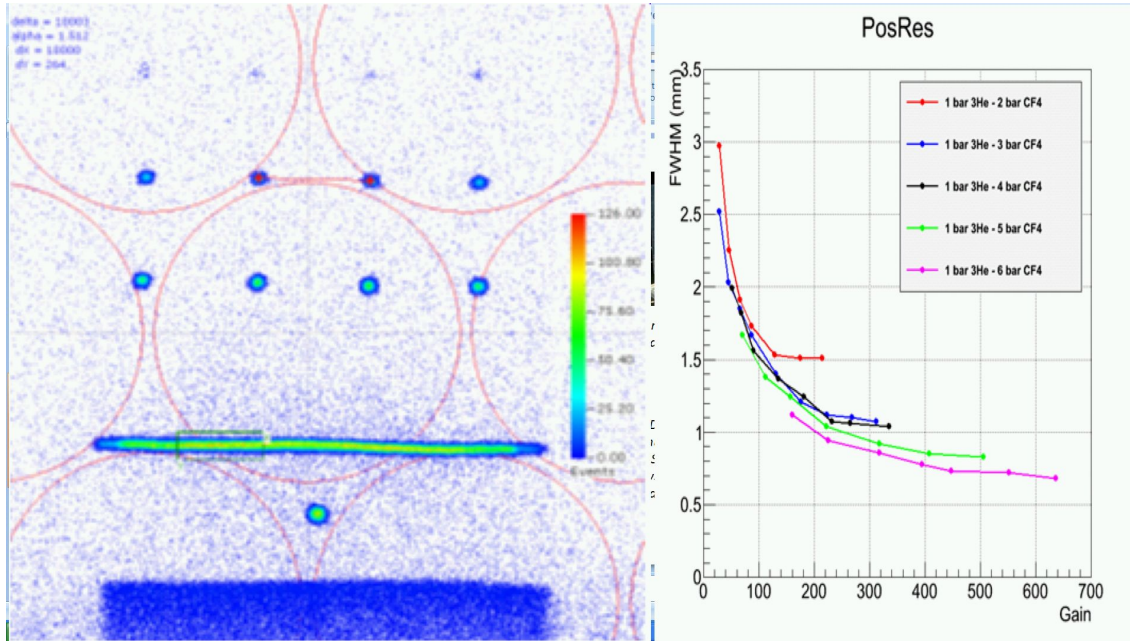 delta = 10003
alpha = 1.512
dx = 10000
dr = 264
126.00
100.80
75.60
50.40
25.20
0.00
Events
PosRes
FWHM (mm)
3.5
3
2.5
2
1.5
1
0.5
0
1 bar 3He - 2 bar CF4
1 bar 3He - 3 bar CF4
1 bar 3He - 4 bar CF4
1 bar 3He - 5 bar CF4
1 bar 3He - 6 bar CF4
0 100 200 300 400 500 600 700
Gain